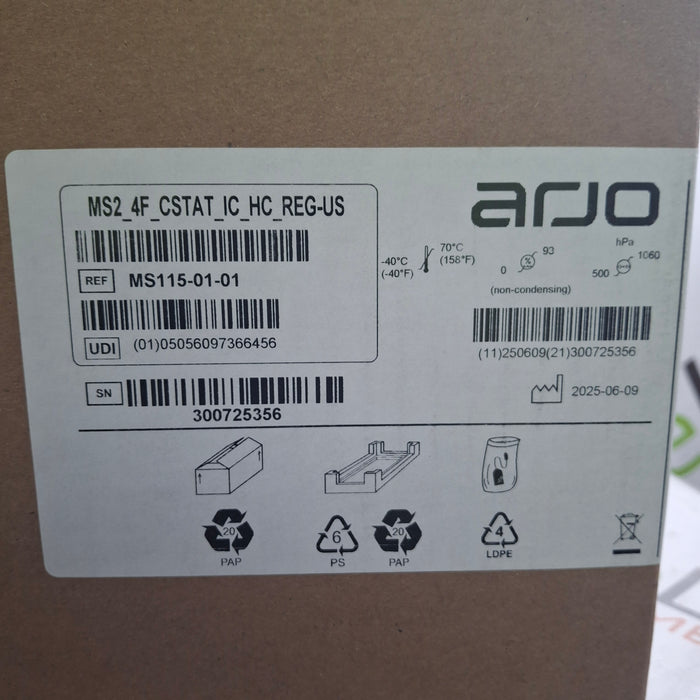 arjo
MS2_4F_CSTAT_IC_HC_REG-US
REF MS115-01-01
UDI (01)05056097366456
SN
300725356
-40°C
(-40°F)
70°C
(158°F)
0 % 93
(non-condensing)
hPa
500 1060
(11)250609(21)300725356
2025-06-09
20
PAP
6
PS
20
PAP
4
LDPE